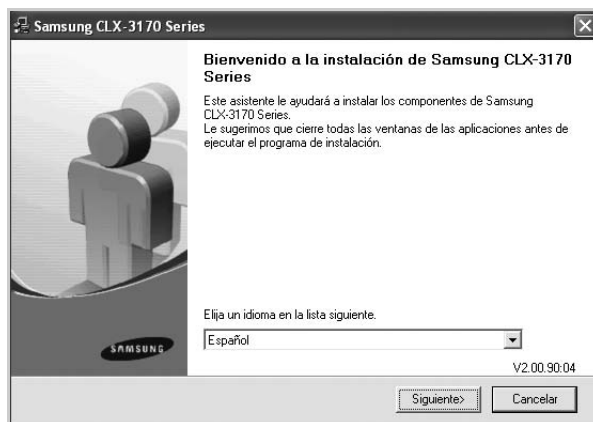 Samsung CLX-3170 Series
Bienvenido a la instalación de Samsung CLX-3170
Series
Este asistente le ayudará a instalar los componentes de Samsung
CLX-3170 Series.
Le sugerimos que cierre todas las ventanas de las aplicaciones antes de
ejecutar el programa de instalación.
Elija un idioma en la lista siguiente.
Español
SAMSUNG
V2.00.90:04
Siguiente>
Cancelar